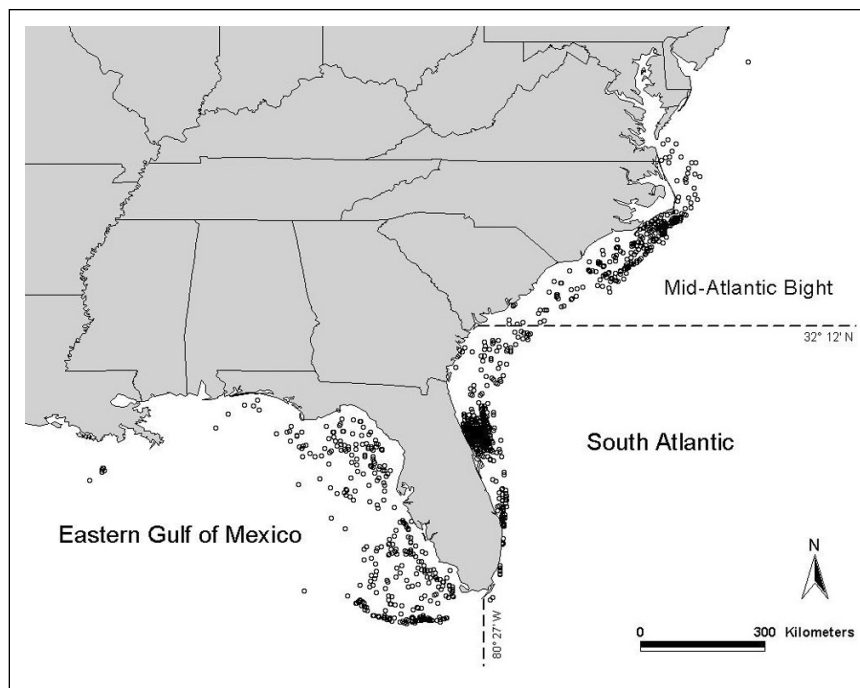 Mid-Atlantic Bight
32° 12' N
South Atlantic
Eastern Gulf of Mexico
N
80° 27' W
0 300 Kilometers